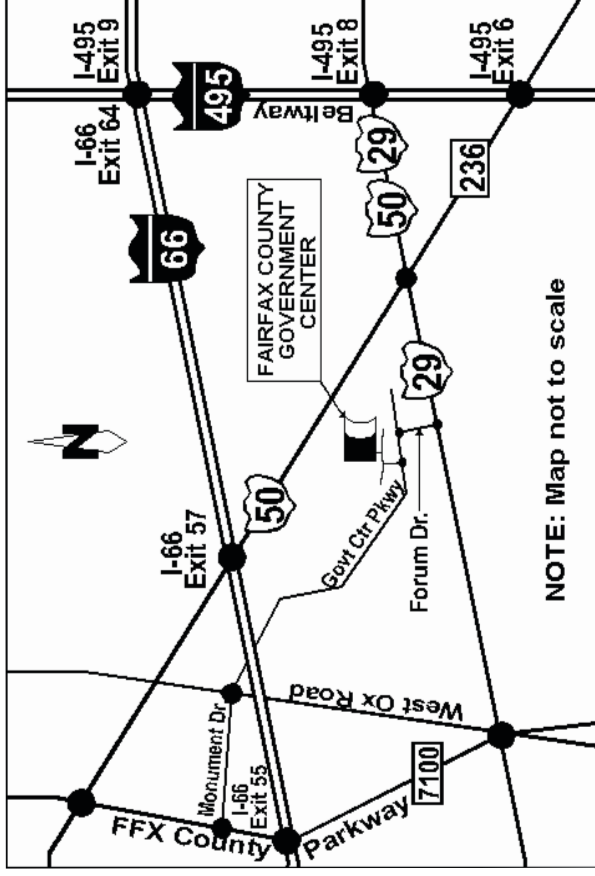 I-495
Exit 9
I-66
Exit 64
495
Beltway
I-495
Exit 8
I-495
Exit 6
66
29
50
236
FAIRFAX COUNTY
GOVERNMENT
CENTER
N
29
50
I-66
Exit 57
Govt Ctr Pkwy
Forum Dr.
West Ox Road
Monument Dr
I-66
Exit 55
FFX County
Parkway
7100
NOTE: Map not to scale